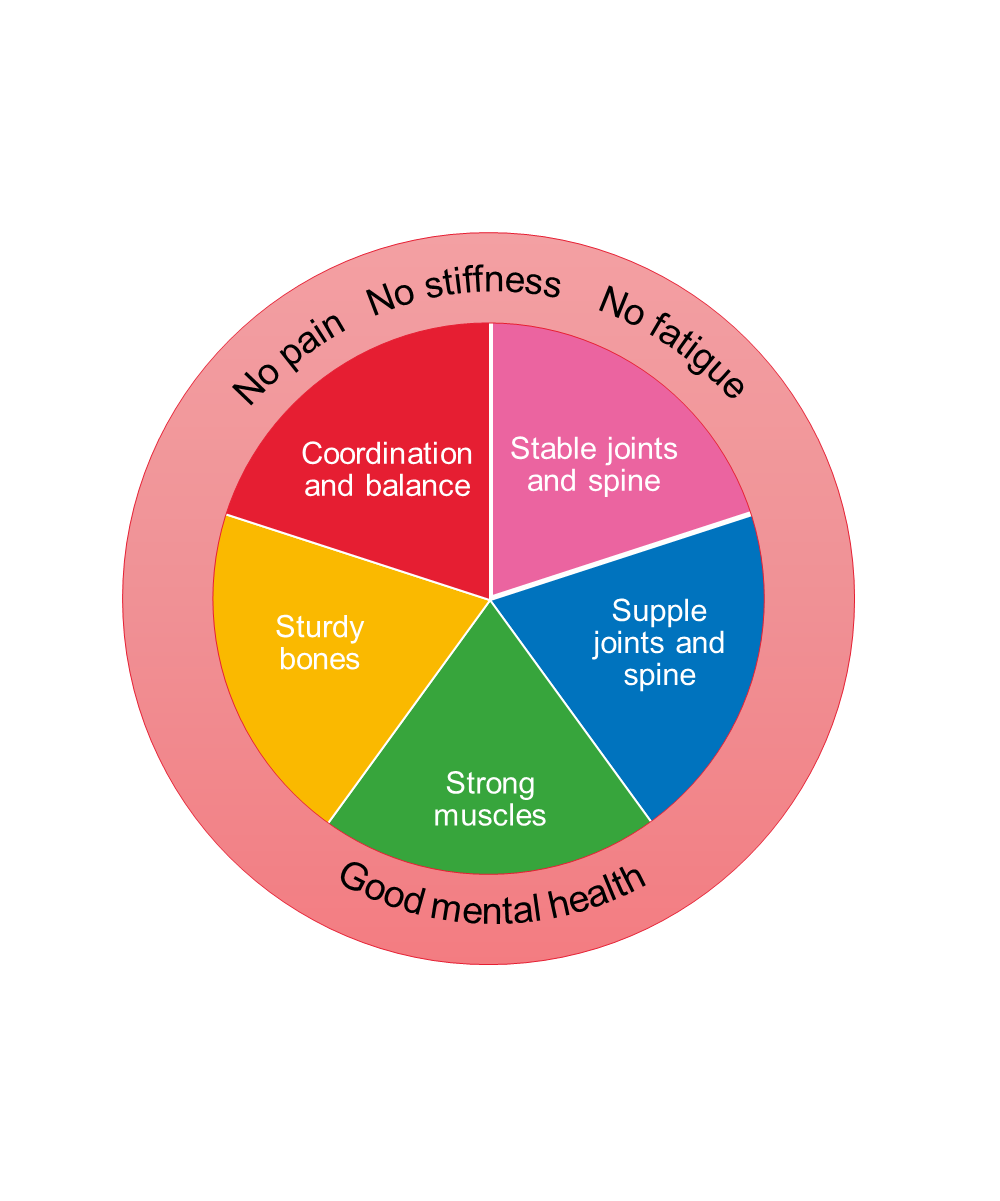 No pain
No stiffness
No fatigue
Coordination
and balance
Stable joints
and spine
Sturdy
bones
Supple
joints and
spine
Strong
muscles
Good mental health